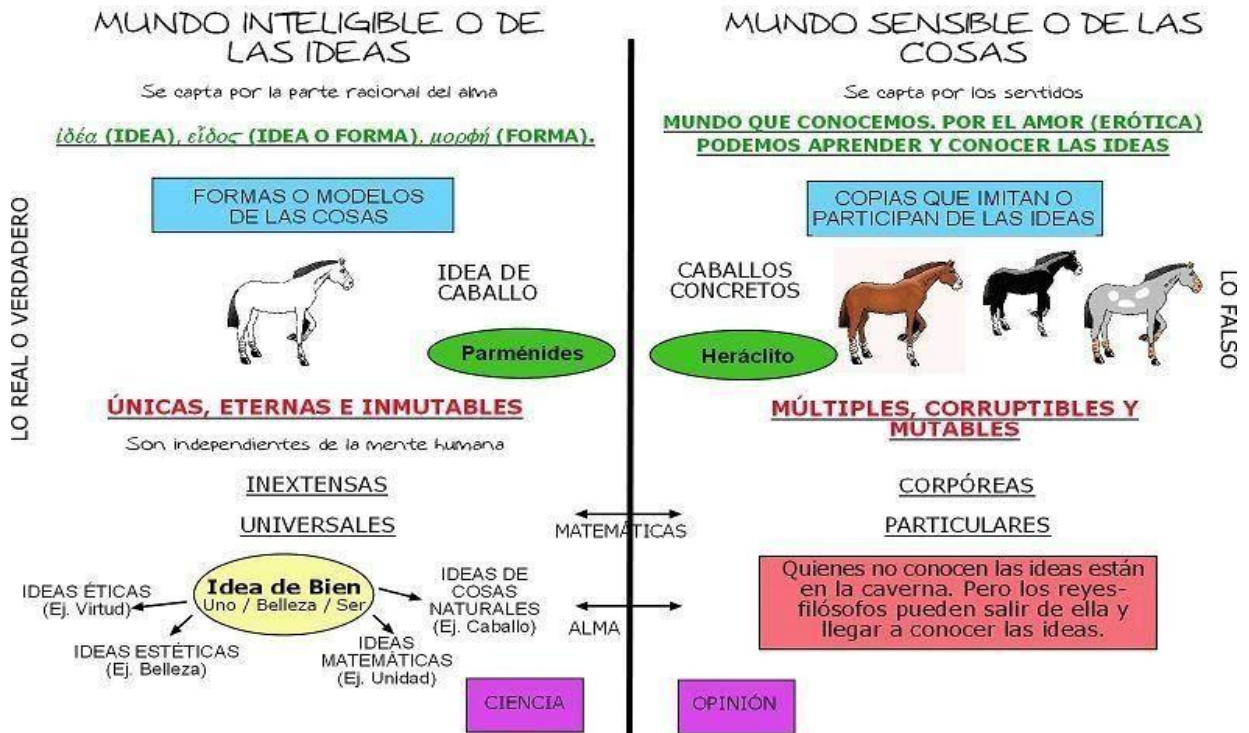 MUNDO INTELIGIBLE O DE
LAS IDEAS
Se capta por la parte racional del alma
ἰδέα (IDEA), εἶδος (IDEA O FORMA), μορφή (FORMA).
FORMAS O MODELOS
DE LAS COSAS
LO REAL O VERDADERO
IDEA DE
CABALLO
Parménides
ÚNICAS, ETERNAS E INMUTABLES
Son independientes de la mente humana
INEXTENSAS
UNIVERSALES
Idea de Bien
Uno / Belleza / Ser
IDEAS ÉTICAS
(Ej. Virtud)
IDEAS ESTÉTICAS
(Ej. Belleza)
IDEAS
MATEMÁTICAS
(Ej. Unidad)
IDEAS DE
COSAS
NATURALES
(Ej. Caballo)
CIENCIA
MATEMÁTICAS
ALMA
MUNDO SENSIBLE O DE LAS
COSAS
Se capta por los sentidos
MUNDO QUE CONOCEMOS. POR EL AMOR (ERÓTICA)
PODEMOS APRENDER Y CONOCER LAS IDEAS
COPIAS QUE IMITAN O
PARTICIPAN DE LAS IDEAS
CABALLOS
CONCRETOS
Heráclito
LO FALSO
MÚLTIPLES, CORRUPTIBLES Y
MUTABLES
CORPÓREAS
PARTICULARES
Quienes no conocen las ideas están
en la caverna. Pero los reyes-
filósofos pueden salir de ella y
llegar a conocer las ideas.
OPINIÓN